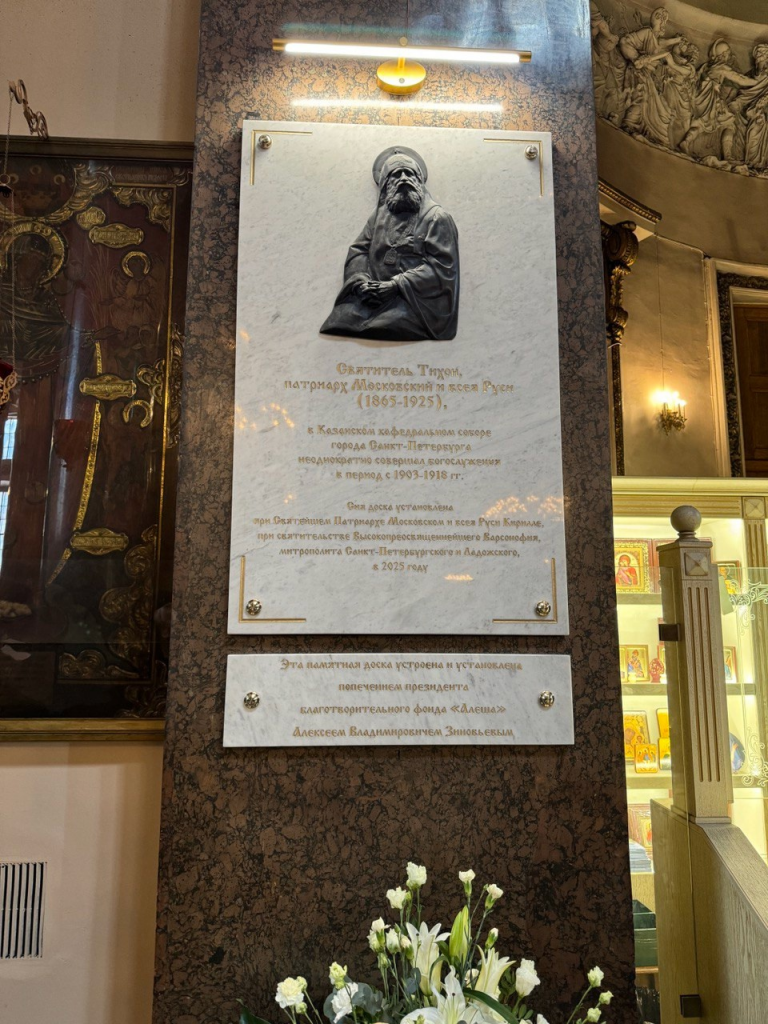 Святитель Тихон,
патриарх Московский и всея Руси
(1865-1925),
в Казанском кафедральном соборе
города Санкт-Петербурга
неоднократно совершал богослужения
в период с 1903-1918 гг.
Сия доска установлена
при Святейшем Патриархе Московском и всея Руси Кирилле,
при святительстве Высокопреосвященнейшего Варсонофия,
митрополита Санкт-Петербургского и Ладожского,
в 2025 году
Эта памятная доска устроена и установлена
попечением президента
благотворительного фонда «Алеша»
Алексеем Владимировичем Зиновьевым